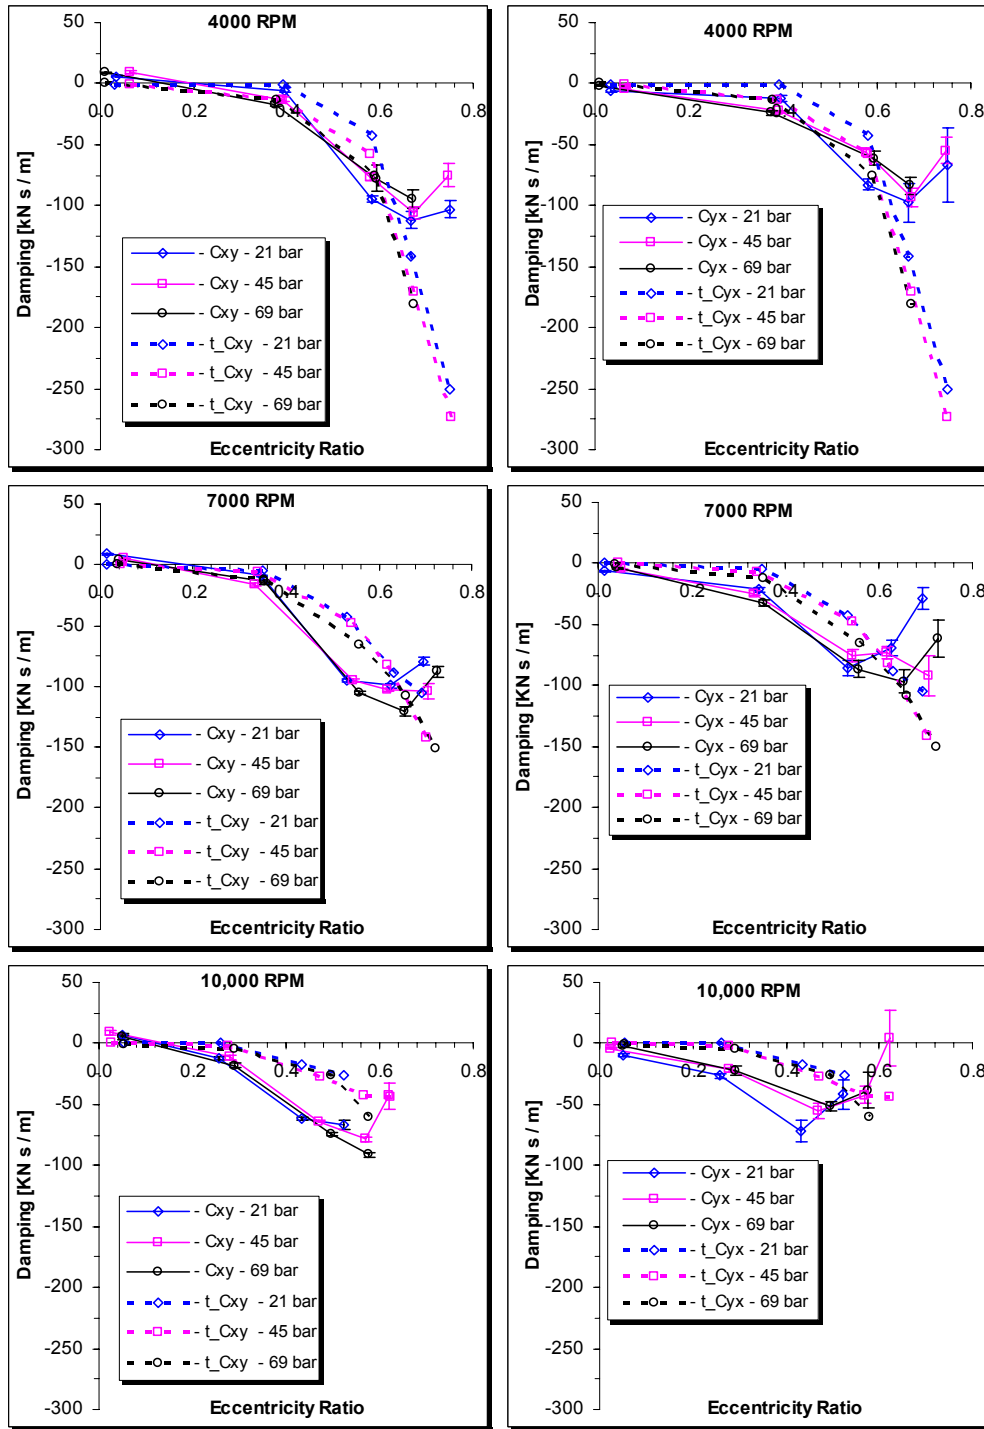 4000 RPM
50
0
-50
-100
-150
-200
-250
-300
0.0 0.2 0.4 0.6 0.8
Damping [kN s / m]
- Cxy - 21 bar
- Cxy - 45 bar
- Cxy - 69 bar
- t_Cxy - 21 bar
- t_Cxy - 45 bar
- t_Cxy - 69 bar
Eccentricity Ratio
4000 RPM
50
0
-50
-100
-150
-200
-250
-300
0.0 0.2 0.4 0.6 0.8
Damping [kN s / m]
- Cyx - 21 bar
- Cyx - 45 bar
- Cyx - 69 bar
- t_Cyx - 21 bar
- t_Cyx - 45 bar
- t_Cyx - 69 bar
Eccentricity Ratio
7000 RPM
50
0
-50
-100
-150
-200
-250
-300
0.0 0.2 0.4 0.6 0.8
Damping [KN s / m]
- Cxy - 21 bar
- Cxy - 45 bar
- Cxy - 69 bar
- t_Cxy - 21 bar
- t_Cxy - 45 bar
- t_Cxy - 69 bar
Eccentricity Ratio
7000 RPM
50
0
-50
-100
-150
-200
-250
-300
0.0 0.2 0.4 0.6 0.8
Damping [KN s / m]
- Cyx - 21 bar
- Cyx - 45 bar
- Cyx - 69 bar
- t_Cyx - 21 bar
- t_Cyx - 45 bar
- t_Cyx - 69 bar
Eccentricity Ratio
10,000 RPM
50
0
-50
-100
-150
-200
-250
-300
0.0 0.2 0.4 0.6 0.8
Damping [KN s / m]
- Cxy - 21 bar
- Cxy - 45 bar
- Cxy - 69 bar
- t_Cxy - 21 bar
- t_Cxy - 45 bar
- t_Cxy - 69 bar
Eccentricity Ratio
10,000 RPM
50
0
-50
-100
-150
-200
-250
-300
0.0 0.2 0.4 0.6 0.8
Damping [KN s / m]
- Cyx - 21 bar
- Cyx - 45 bar
- Cyx - 69 bar
- t_Cyx - 21 bar
- t_Cyx - 45 bar
- t_Cyx - 69 bar
Eccentricity Ratio